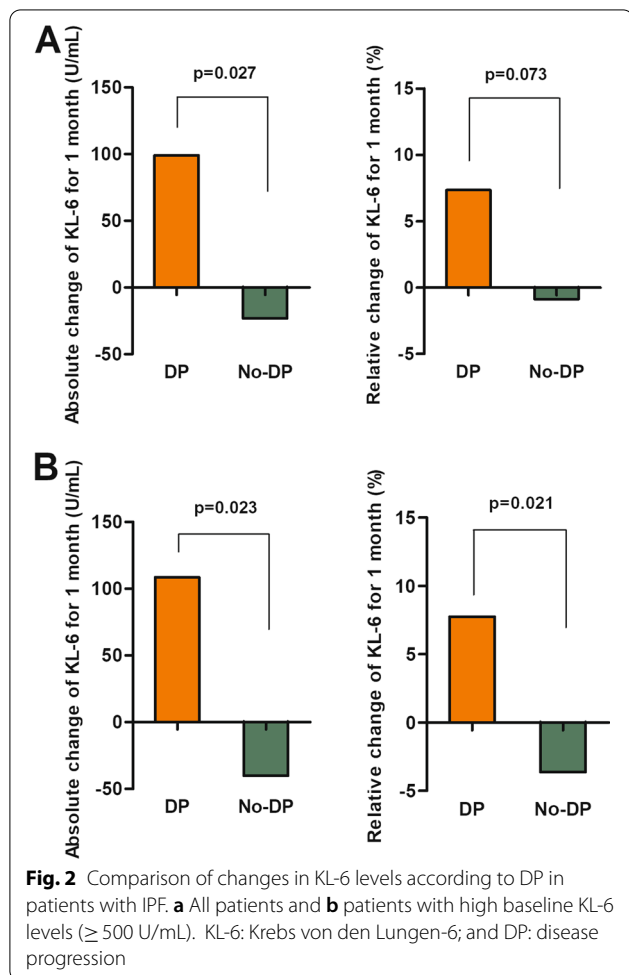 A
p=0.027
Absolute change of KL-6 for 1 month (U/mL)
150
100
50
0
-50
DP
No-DP
p=0.073
Relative change of KL-6 for 1 month (%)
15
10
5
0
-5
DP
No-DP
B
p=0.023
Absolute change of KL-6 for 1 month (U/mL)
150
100
50
0
-50
DP
No-DP
p=0.021
Relative change of KL-6 for 1 month (%)
15
10
5
0
-5
DP
No-DP
Fig. 2 Comparison of changes in KL-6 levels according to DP in
patients with IPF. a All patients and b patients with high baseline KL-6
levels (≥ 500 U/mL). KL-6: Krebs von den Lungen-6; and DP: disease
progression